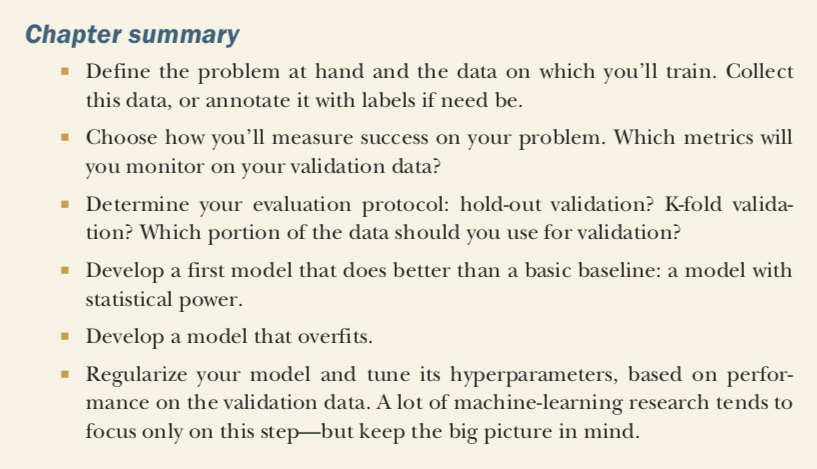 Chapter summary
▪ Define the problem at hand and the data on which you’ll train. Collect
this data, or annotate it with labels if need be.
▪ Choose how you’ll measure success on your problem. Which metrics will
you monitor on your validation data?
▪ Determine your evaluation protocol: hold-out validation? K-fold valida-
tion? Which portion of the data should you use for validation?
▪ Develop a first model that does better than a basic baseline: a model with
statistical power.
▪ Develop a model that overfits.
▪ Regularize your model and tune its hyperparameters, based on perfor-
mance on the validation data. A lot of machine-learning research tends to
focus only on this step—but keep the big picture in mind.